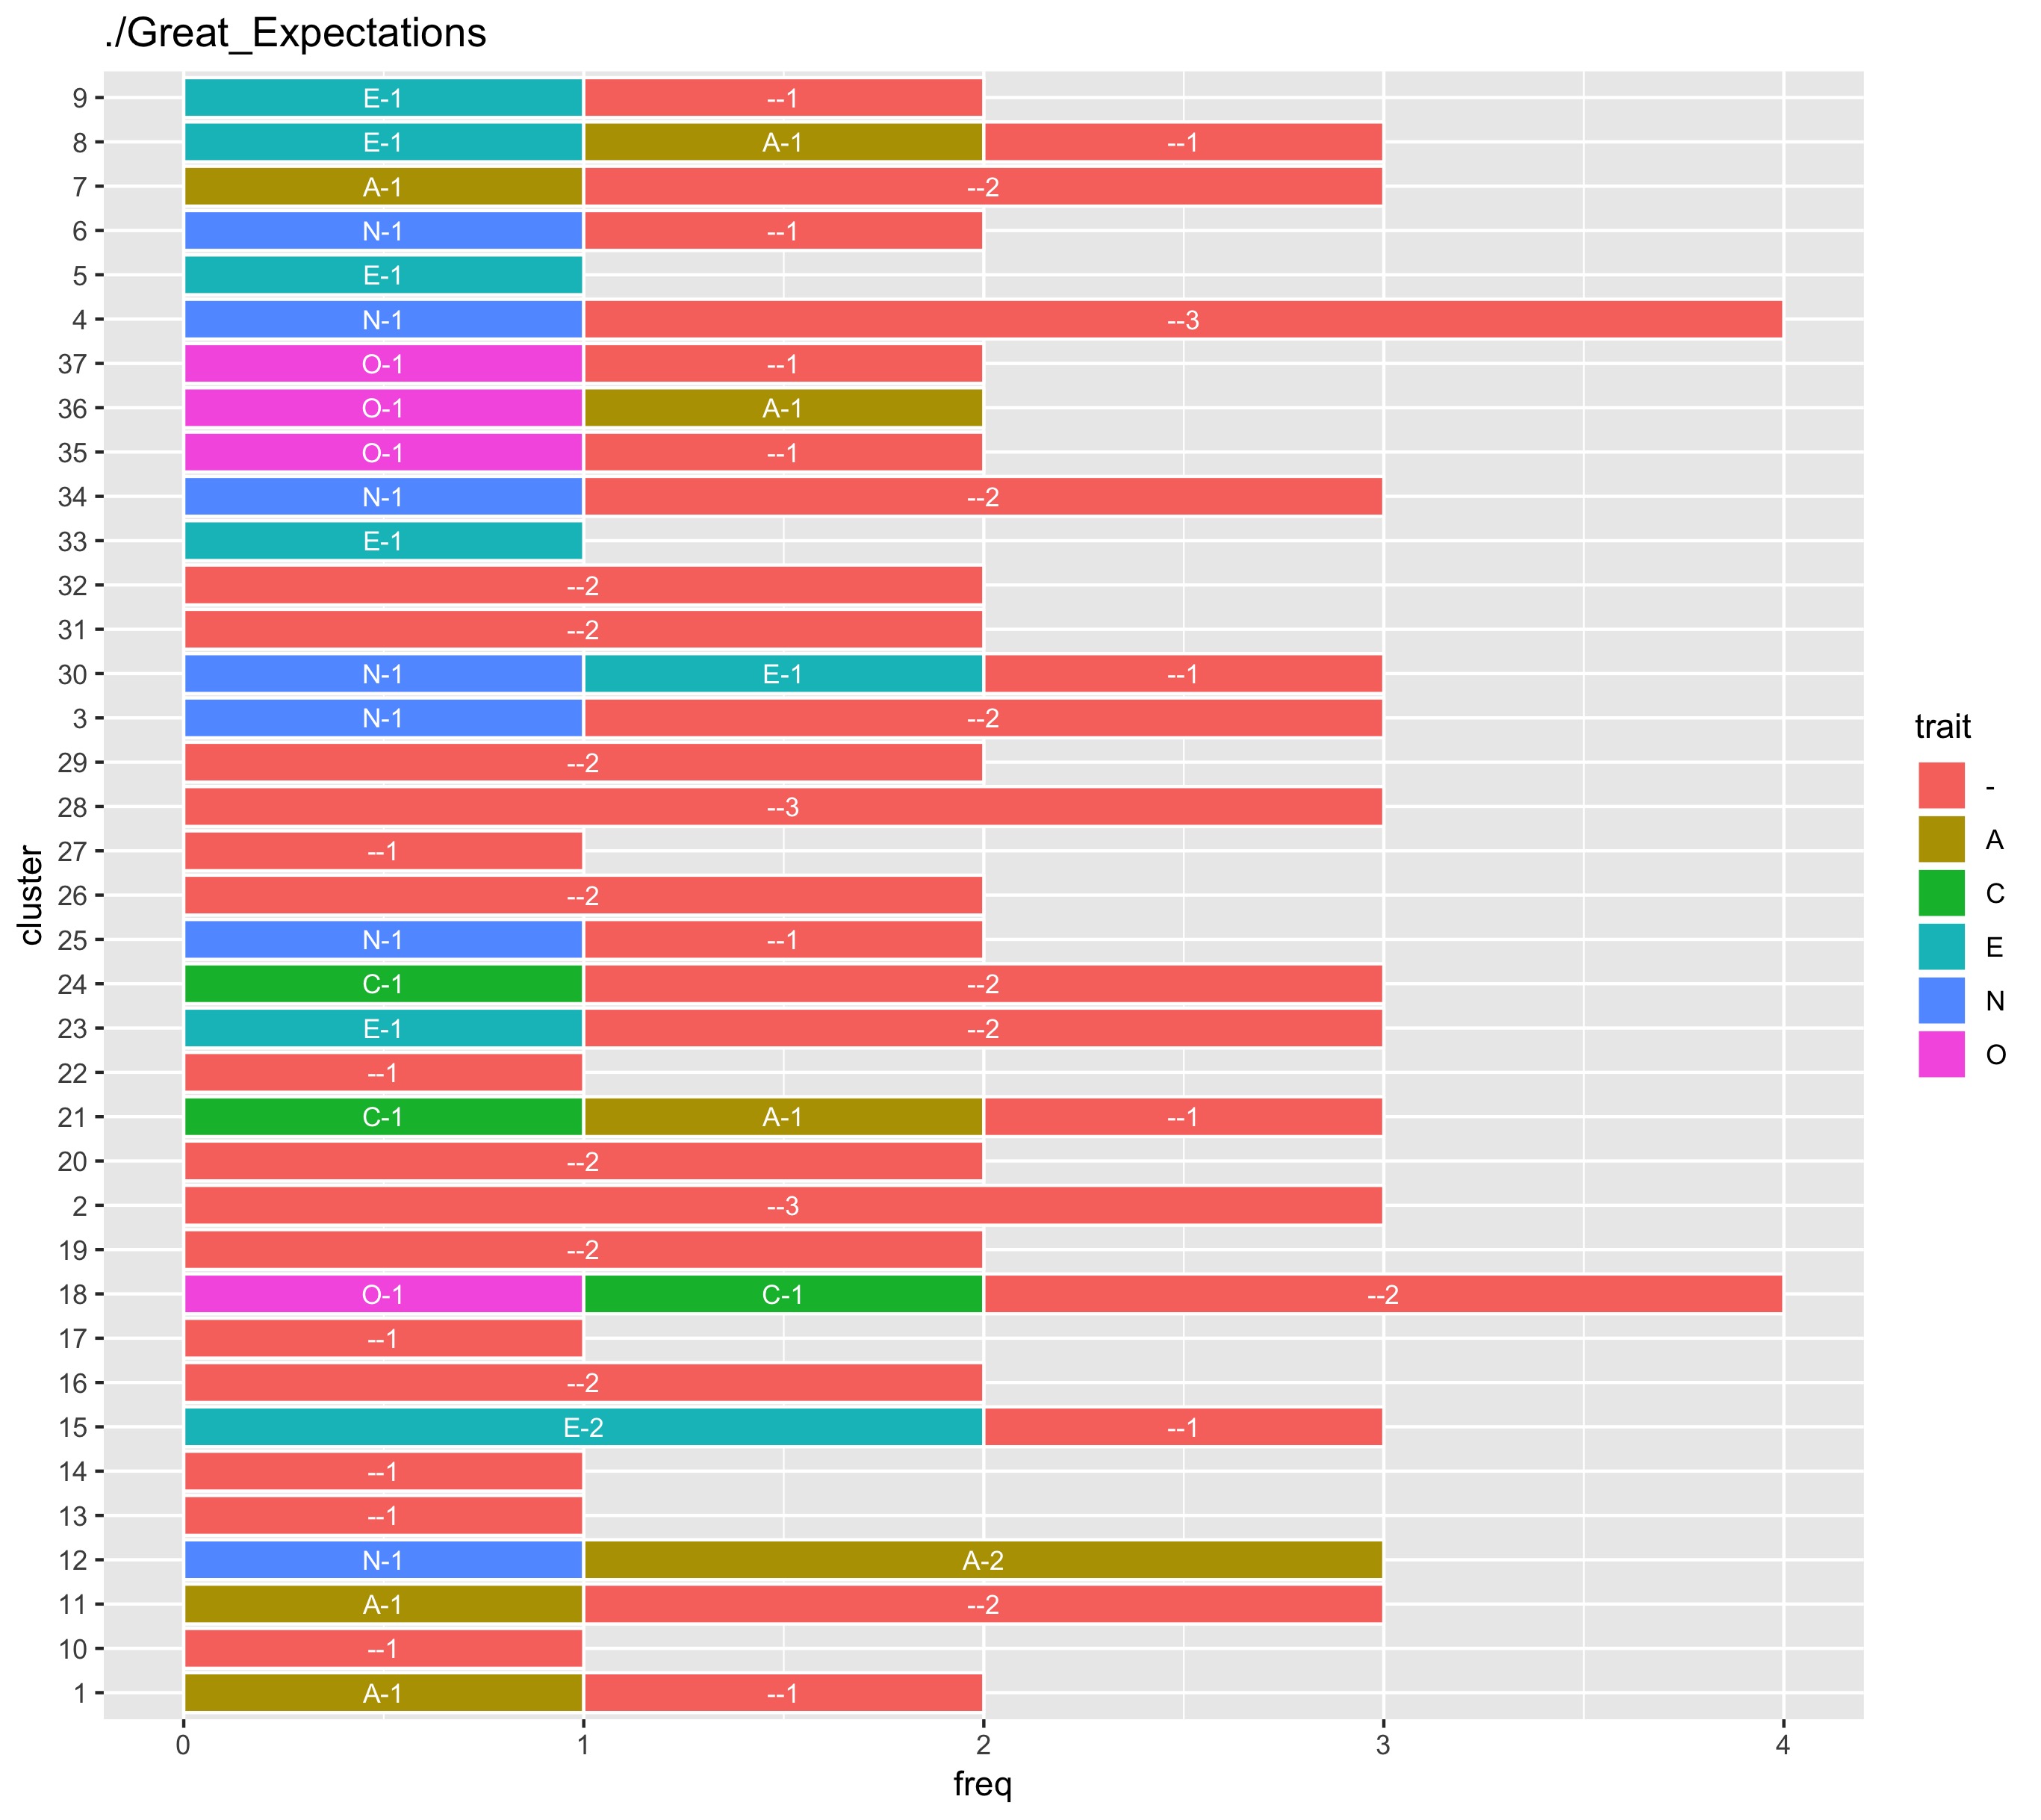 ./Great_Expectations
9 E-1 --1
8 E-1 A-1 --1
7 A-1 --2
6 N-1 --1
5 E-1
4 N-1 --3
37 O-1 --1
36 O-1 A-1
35 O-1 --1
34 N-1 --2
33 E-1
32 --2
31 --2
30 N-1 E-1 --1
3 N-1 --2
29 --2
28 --3
27 --1
26 --2
25 N-1 --1
24 C-1 --2
23 E-1 --2
22 --1
21 C-1 A-1 --1
20 --2
2 --3
19 --2
18 O-1 C-1 --2
17 --1
16 --2
15 E-2 --1
14 --1
13 --1
12 N-1 A-2
11 A-1 --2
10 --1
1 A-1 --1
0 1 2 3 4
freq
cluster
trait
-
A
C
E
N
O